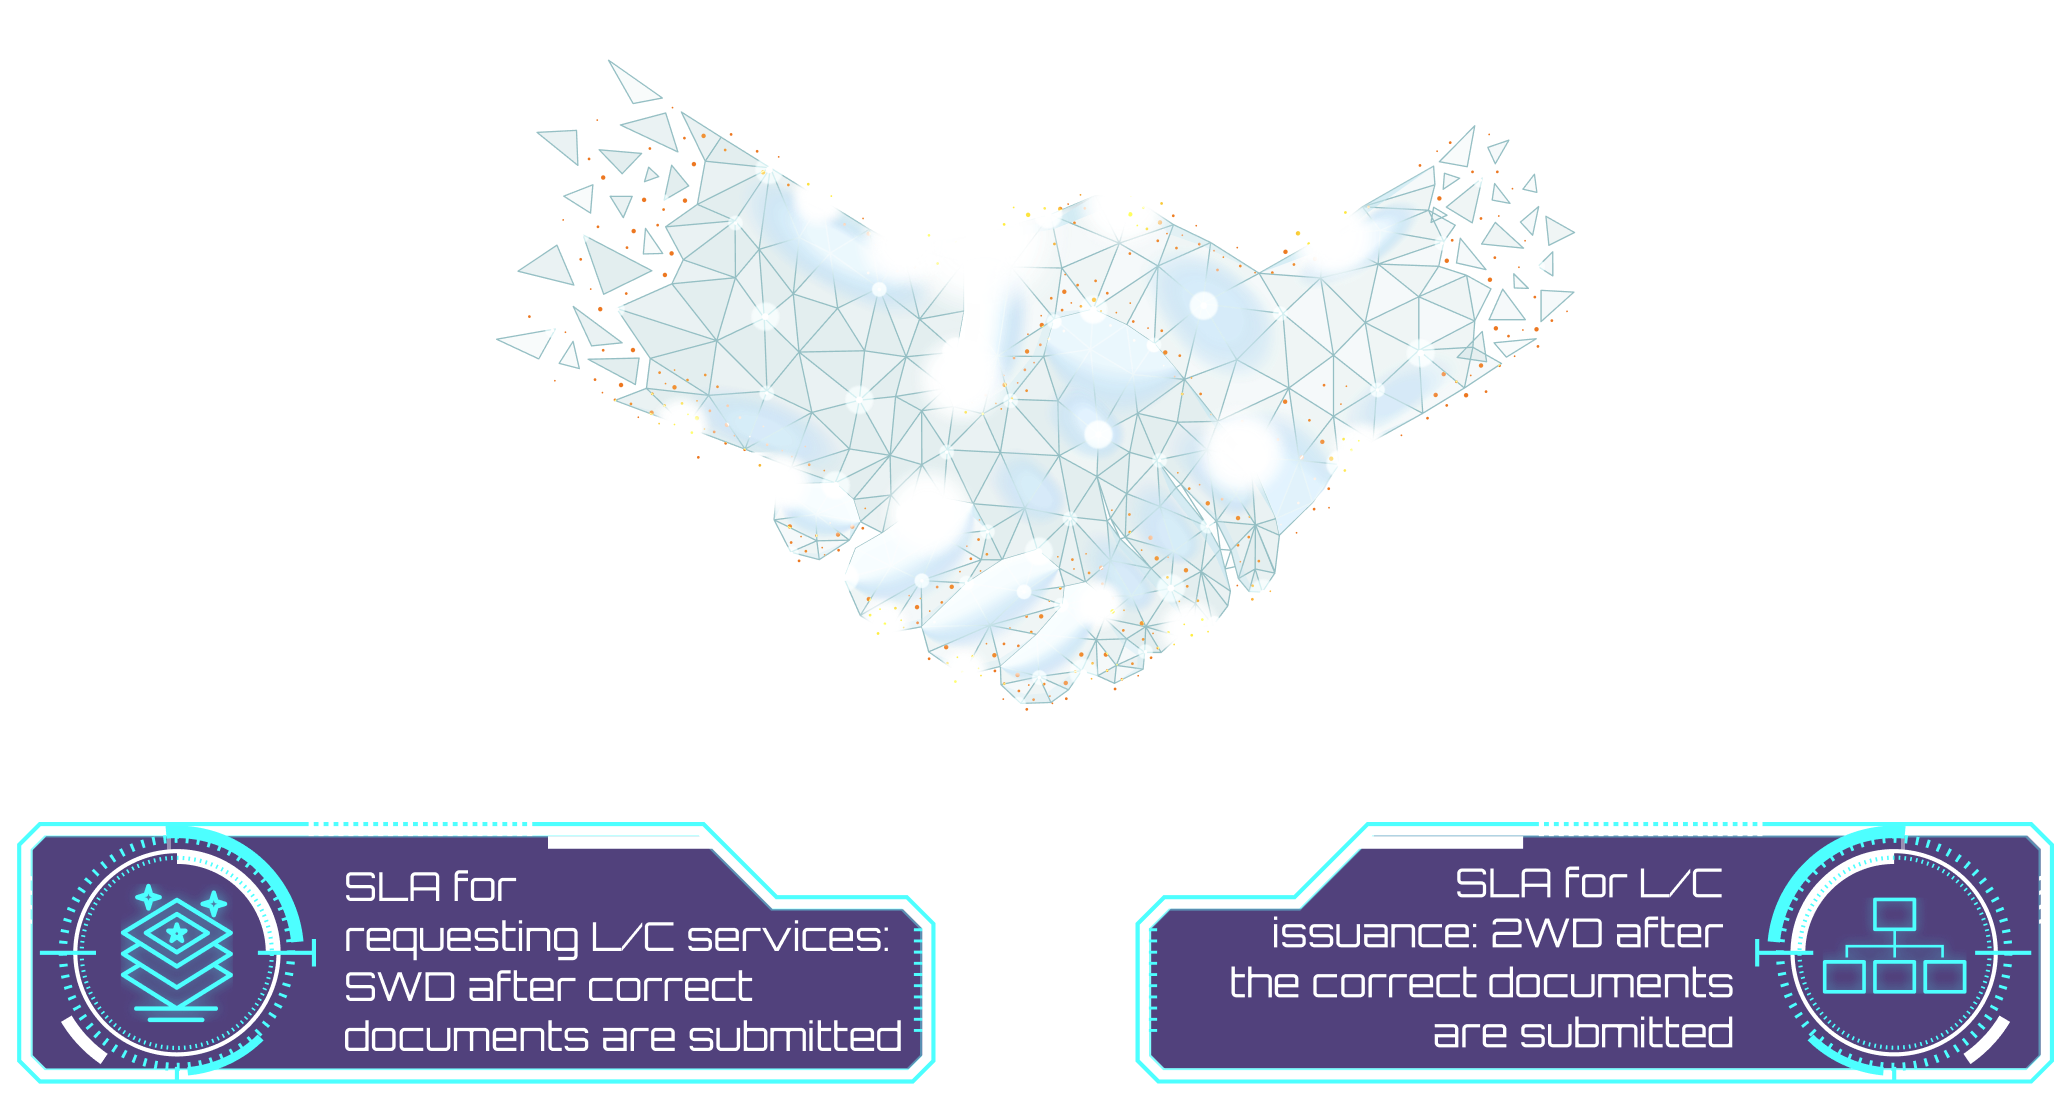 SLA for
requesting L/C services:
5WD after correct
documents are submitted
SLA for L/C
issuance: 2WD after
the correct documents
are submitted